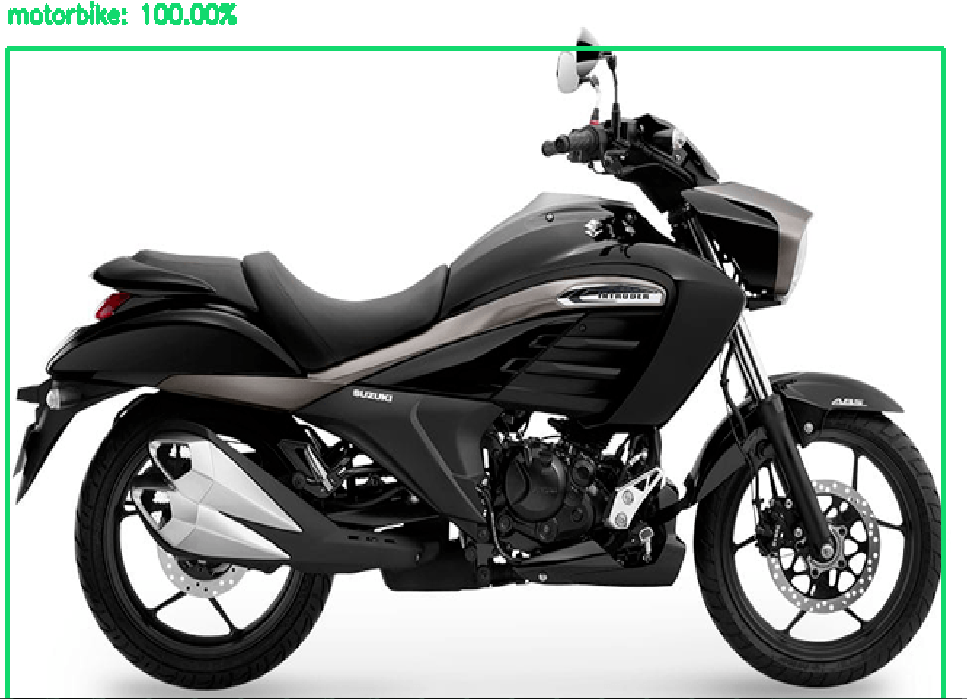 motorbike: 100.00%
INTRUDER
SUZUKI
ABS